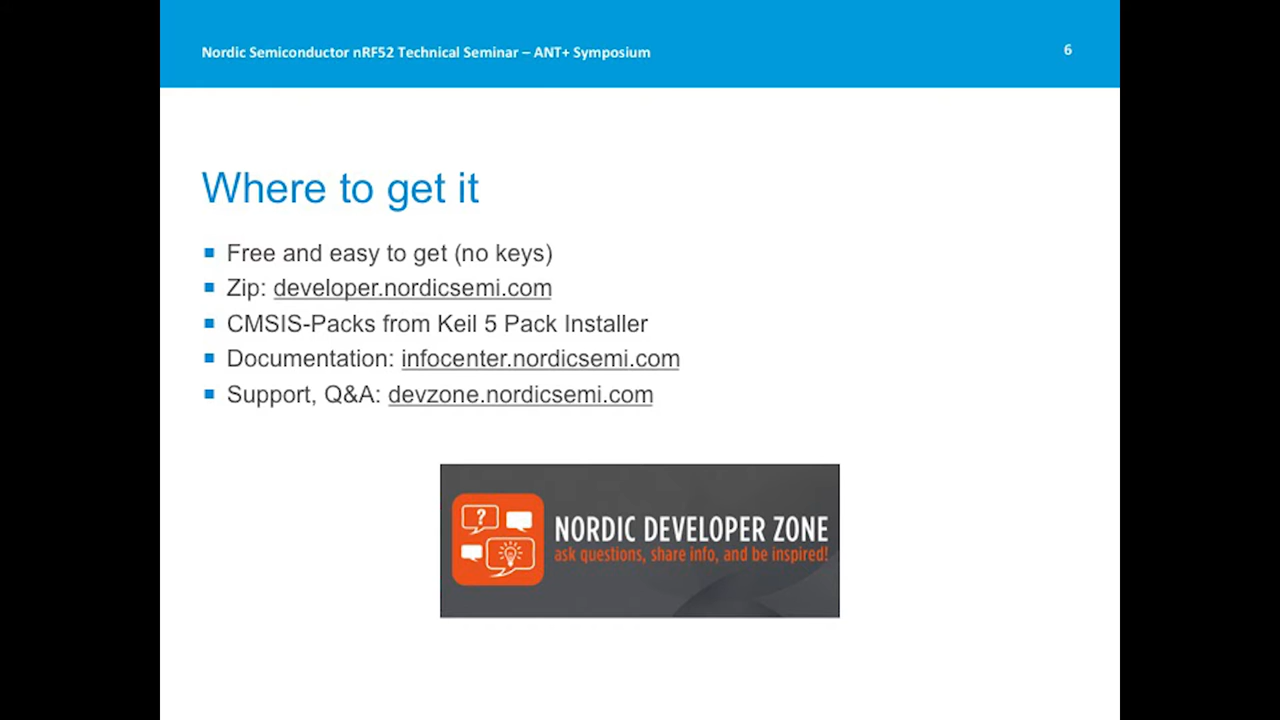 Nordic Semiconductor nRF52 Technical Seminar – ANT+ Symposium
6
Where to get it
Free and easy to get (no keys)
Zip: developer.nordicsemi.com
CMSIS-Packs from Keil 5 Pack Installer
Documentation: infocenter.nordicsemi.com
Support, Q&A: devzone.nordicsemi.com
?
NORDIC DEVELOPER ZONE
ask questions, share info, and be inspired!